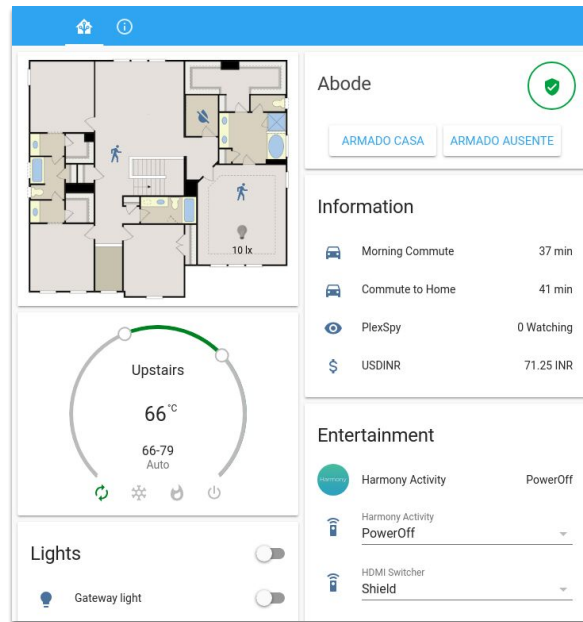 10 lx
Upstairs
66 °C
66-79
Auto
Lights
Gateway light
Abode
ARMADO CASA ARMADO AUSENTE
Information
Morning Commute 37 min
Commute to Home 41 min
PlexSpy 0 Watching
USDINR 71.25 INR
Entertainment
Harmony Harmony Activity PowerOff
Harmony Activity
PowerOff
HDMI Switcher
Shield